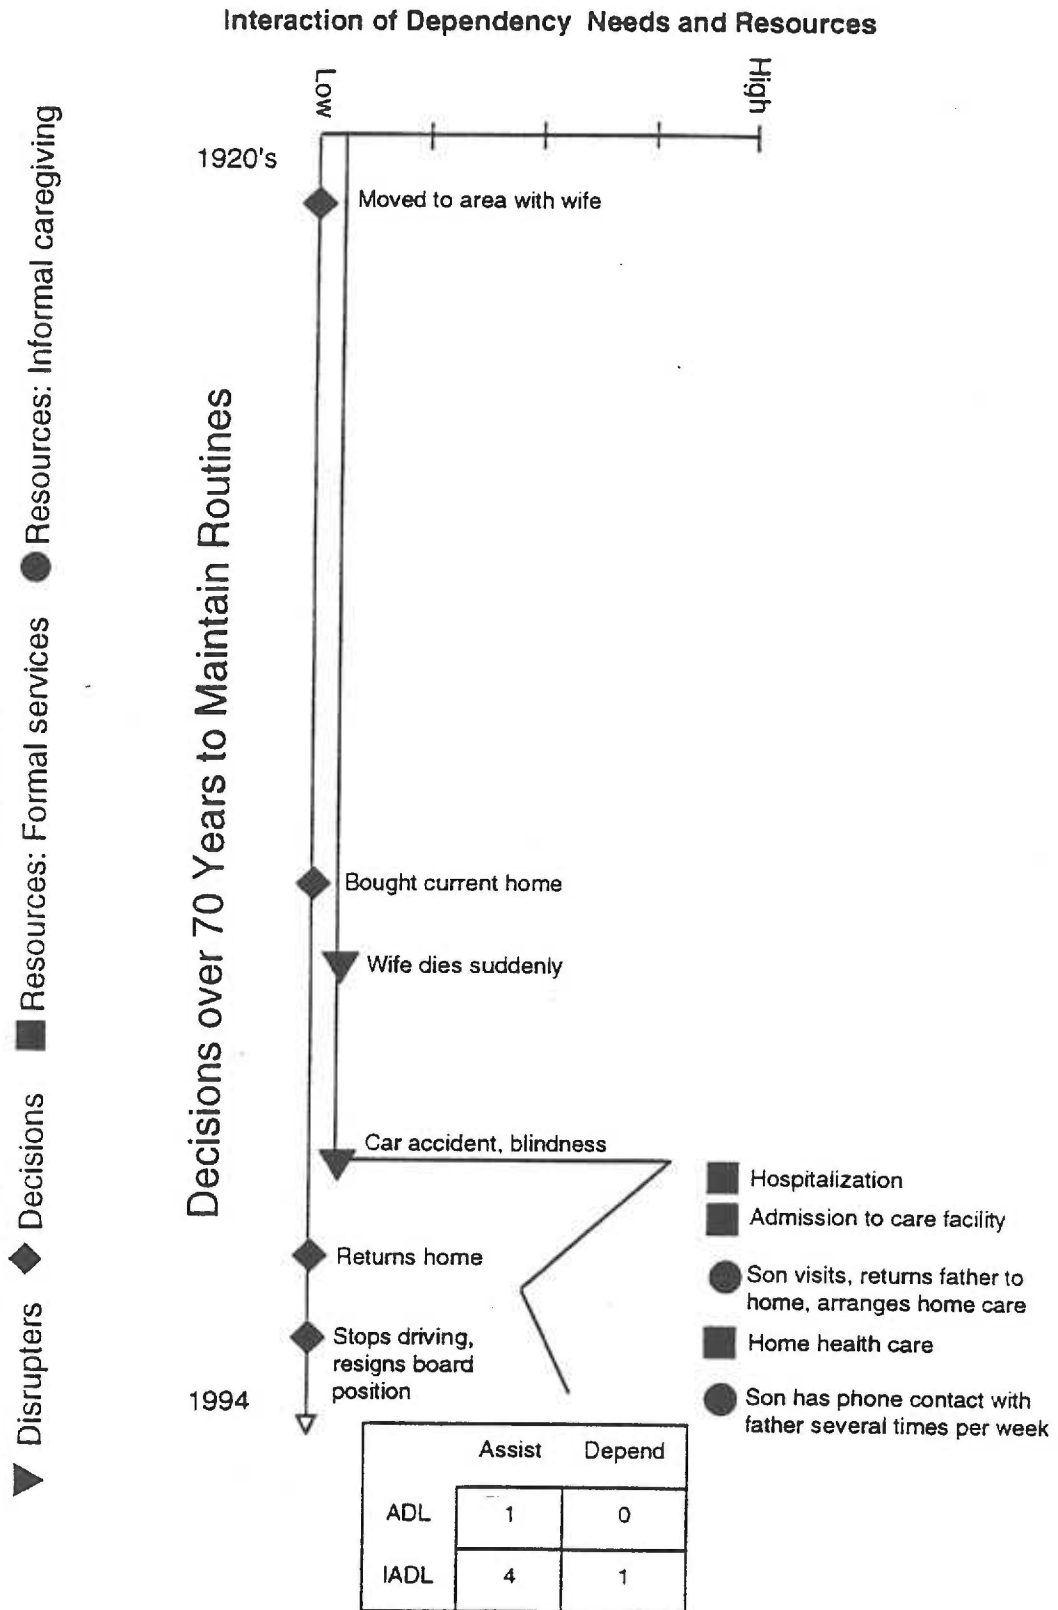 Interaction of Dependency Needs and Resources
Low
High
1920's
Moved to area with wife
Decisions over 70 Years to Maintain Routines
Bought current home
Wife dies suddenly
Car accident, blindness
Returns home
Stops driving,
resigns board
position
1994
Hospitalization
Admission to care facility
Son visits, returns father to
home, arranges home care
Home health care
Son has phone contact with
father several times per week
Disrupters
Decisions
Resources: Formal services
Resources: Informal caregiving
Assist Depend
ADL 1 0
IADL 4 1